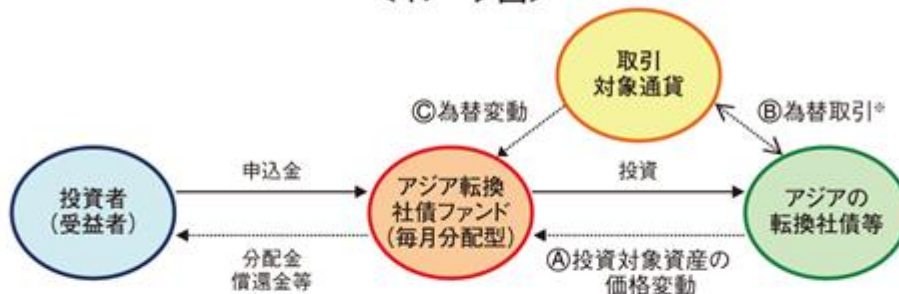 取引
対象通貨
Ⓒ為替変動
Ⓑ為替取引※
投資者
(受益者)
申込金
分配金
償還金等
アジア転換
社債ファンド
(毎月分配型)
投資
Ⓐ投資対象資産の
価格変動
アジアの
転換社債等